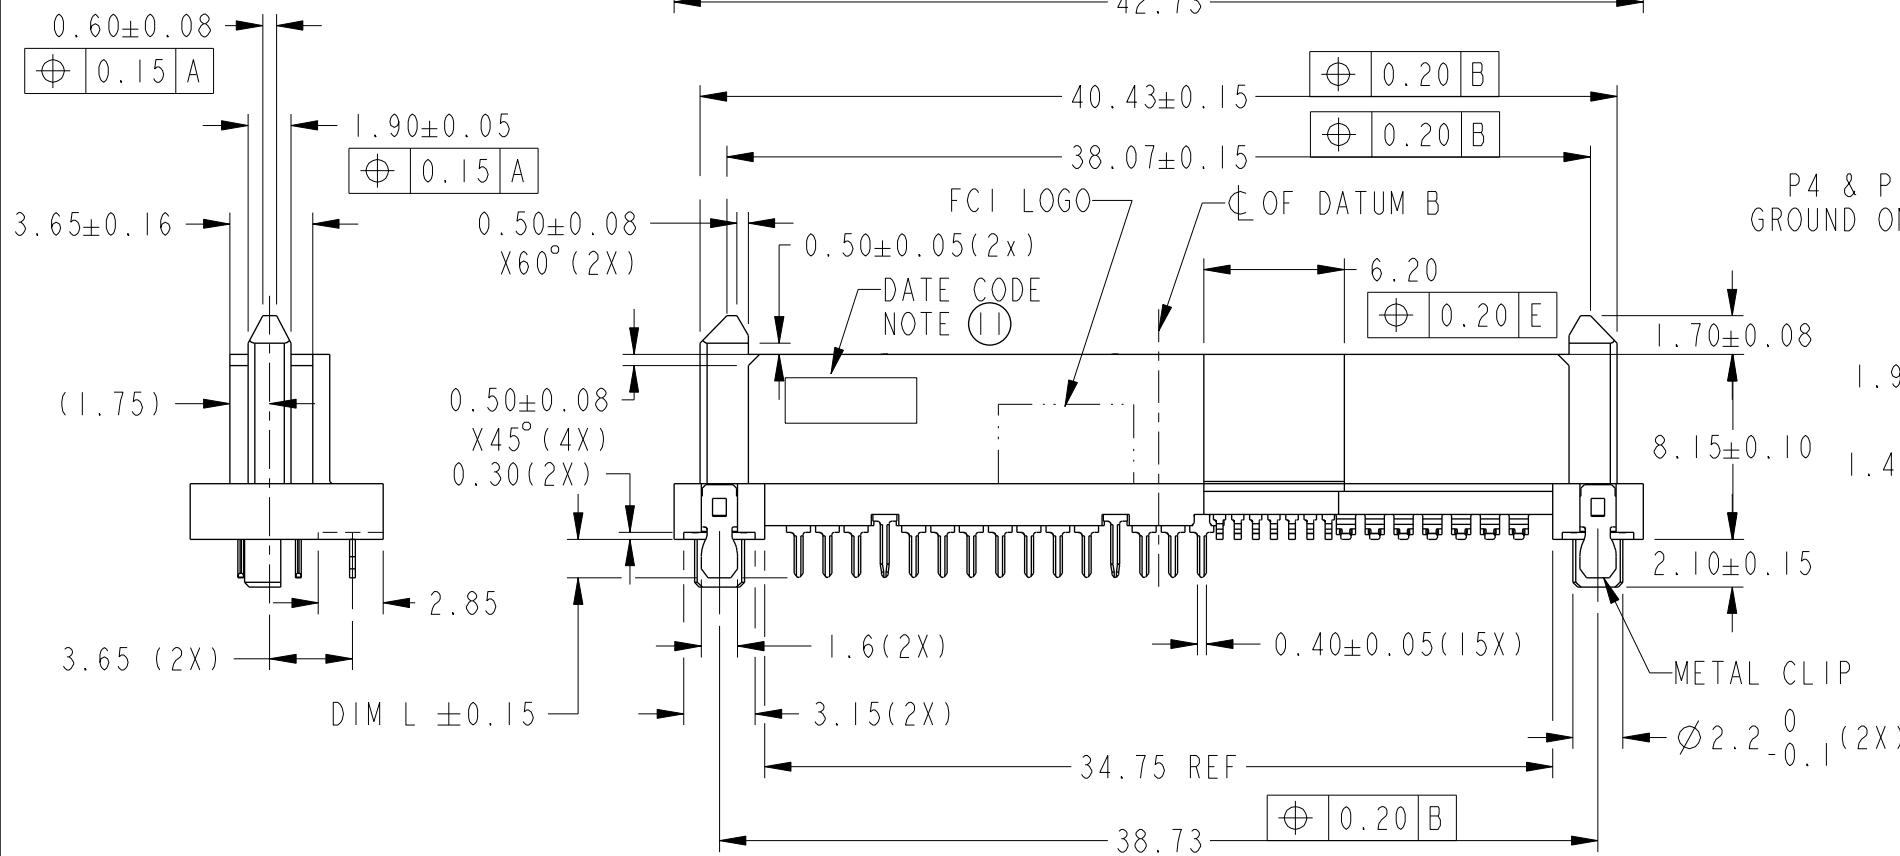 42.73
0.60±0.08
⌖ 0.15 A
⌖ 0.20 B
40.43±0.15
1.90±0.05
⌖ 0.20 B
⌖ 0.15 A
38.07±0.15
FCI LOGO
℄ OF DATUM B
P4 & P
GROUND O
3.65±0.16
0.50±0.08
X60°(2X)
0.50±0.05(2x)
6.20
DATE CODE
NOTE 11
⌖ 0.20 E
1.70±0.08
1.9
(1.75)
0.50±0.08
X45°(4X)
8.15±0.10
1.4
0.30(2X)
2.10±0.15
2.85
3.65 (2X)
1.6(2X)
0.40±0.05(15X)
METAL CLIP
DIM L ±0.15
3.15(2X)
Ø2.2 0 -0.1 (2X)
34.75 REF
⌖ 0.20 B
38.73